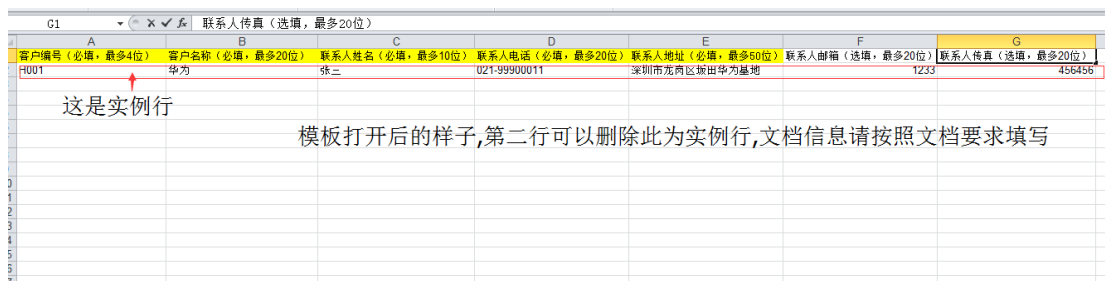 G1 fx 联系人传真（选填，最多20位）
A B C D E F G
客户编号（必填，最多4位） 客户名称（必填，最多20位） 联系人姓名（必填，最多10位） 联系人电话（必填，最多20位） 联系人地址（必填，最多50位） 联系人邮箱（选填，最多20位） 联系人传真（选填，最多20位）
H001 华为 张三 021-99900011 深圳市龙岗区坂田华为基地 1233 456456
这是实例行
模板打开后的样子,第二行可以删除此为实例行,文档信息请按照文档要求填写